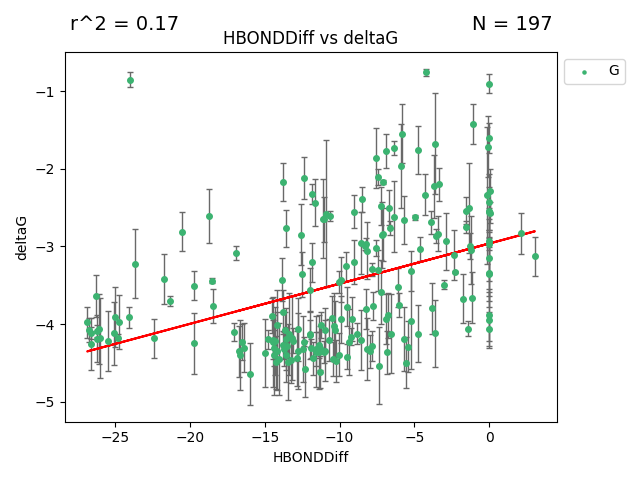 r^2 = 0.17
N = 197
HBONDDiff vs deltaG
G
deltaG
−1
−2
−3
−4
−5
−25
−20
−15
−10
−5
0
HBONDDiff